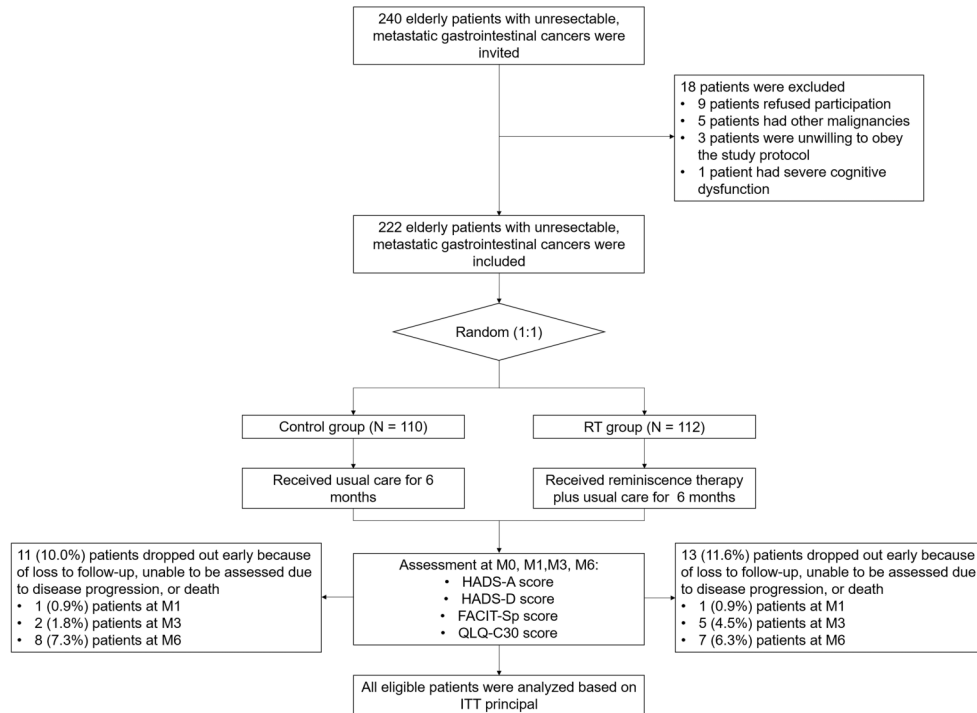 240 elderly patients with unresectable,
metastatic gastrointestinal cancers were
invited
18 patients were excluded
• 9 patients refused participation
• 5 patients had other malignancies
• 3 patients were unwilling to obey
the study protocol
• 1 patient had severe cognitive
dysfunction
222 elderly patients with unresectable,
metastatic gastrointestinal cancers were
included
Random (1:1)
Control group (N = 110)
RT group (N = 112)
Received usual care for 6
months
Received reminiscence therapy
plus usual care for 6 months
11 (10.0%) patients dropped out early because
of loss to follow-up, unable to be assessed due
to disease progression, or death
• 1 (0.9%) patients at M1
• 2 (1.8%) patients at M3
• 8 (7.3%) patients at M6
Assessment at M0, M1,M3, M6:
• HADS-A score
• HADS-D score
• FACIT-Sp score
• QLQ-C30 score
13 (11.6%) patients dropped out early because
of loss to follow-up, unable to be assessed due
to disease progression, or death
• 1 (0.9%) patients at M1
• 5 (4.5%) patients at M3
• 7 (6.3%) patients at M6
All eligible patients were analyzed based on
ITT principal